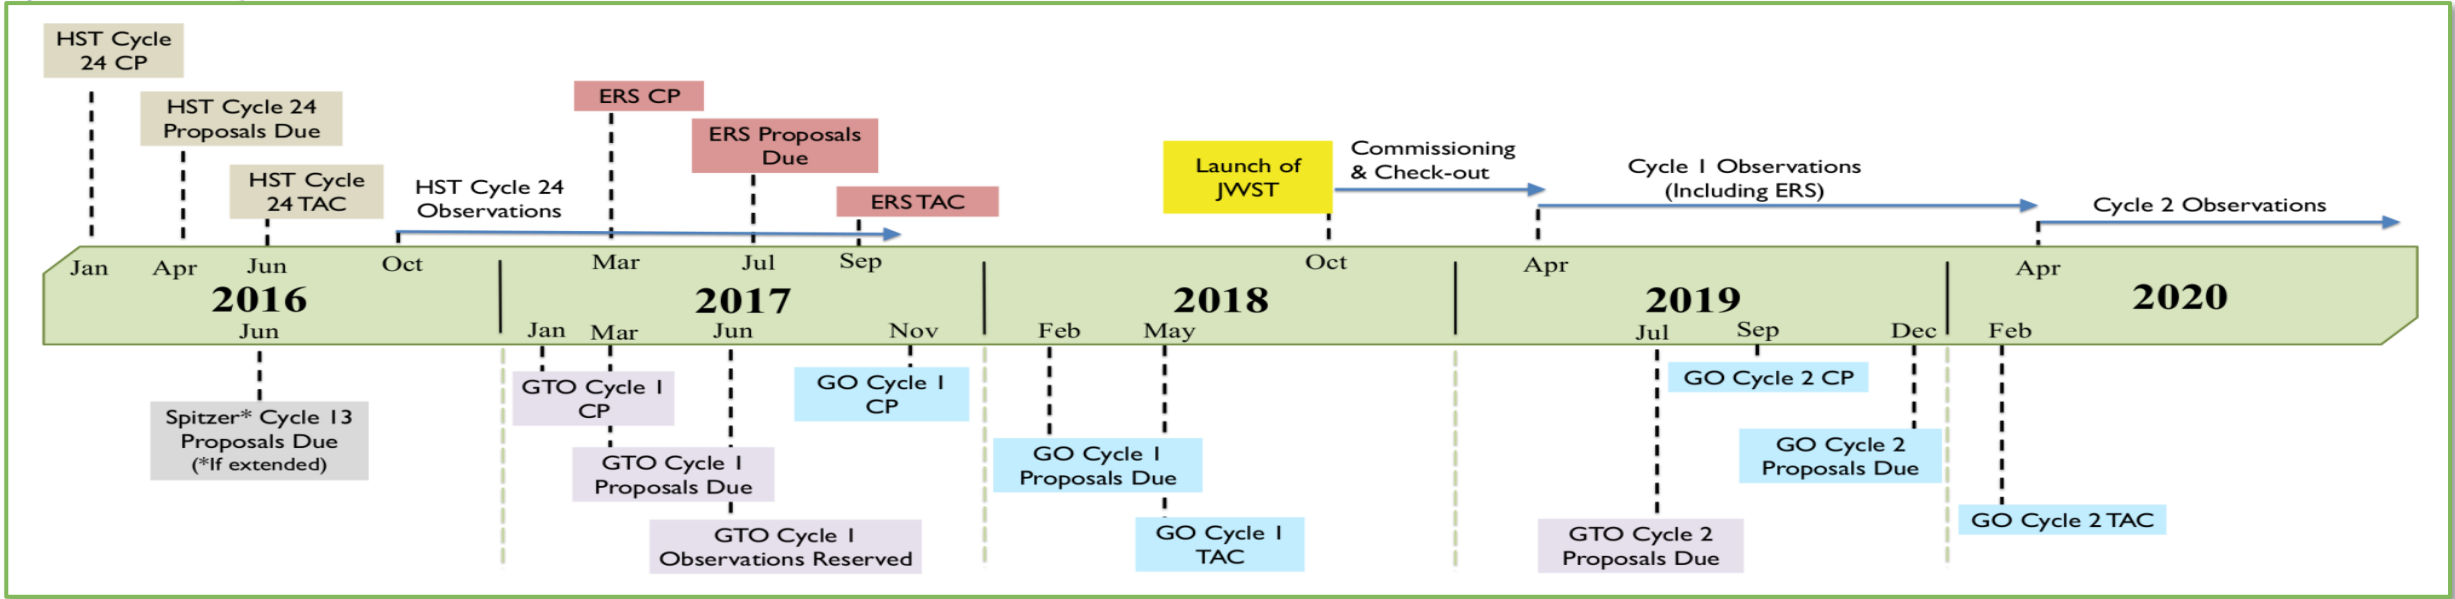 HST Cycle
24 CP
HST Cycle 24
Proposals Due
HST Cycle
24 TAC
HST Cycle 24
Observations
ERS CP
ERS Proposals
Due
ERS TAC
Launch of
JWST
Commissioning
& Check-out
Cycle 1 Observations
(Including ERS)
Cycle 2 Observations
Jan Apr Jun Oct Mar Jul Sep Oct Apr Apr
2016 2017 2018 2019 2020
Jun Jan Mar Jun Nov Feb May Jul Sep Dec Feb
Spitzer* Cycle 13
Proposals Due
(*If extended)
GTO Cycle 1
CP
GTO Cycle 1
Proposals Due
GTO Cycle 1
Observations Reserved
GO Cycle 1
CP
GO Cycle 1
Proposals Due
GO Cycle 1
TAC
GTO Cycle 2
Proposals Due
GO Cycle 2 CP
GO Cycle 2
Proposals Due
GO Cycle 2 TAC